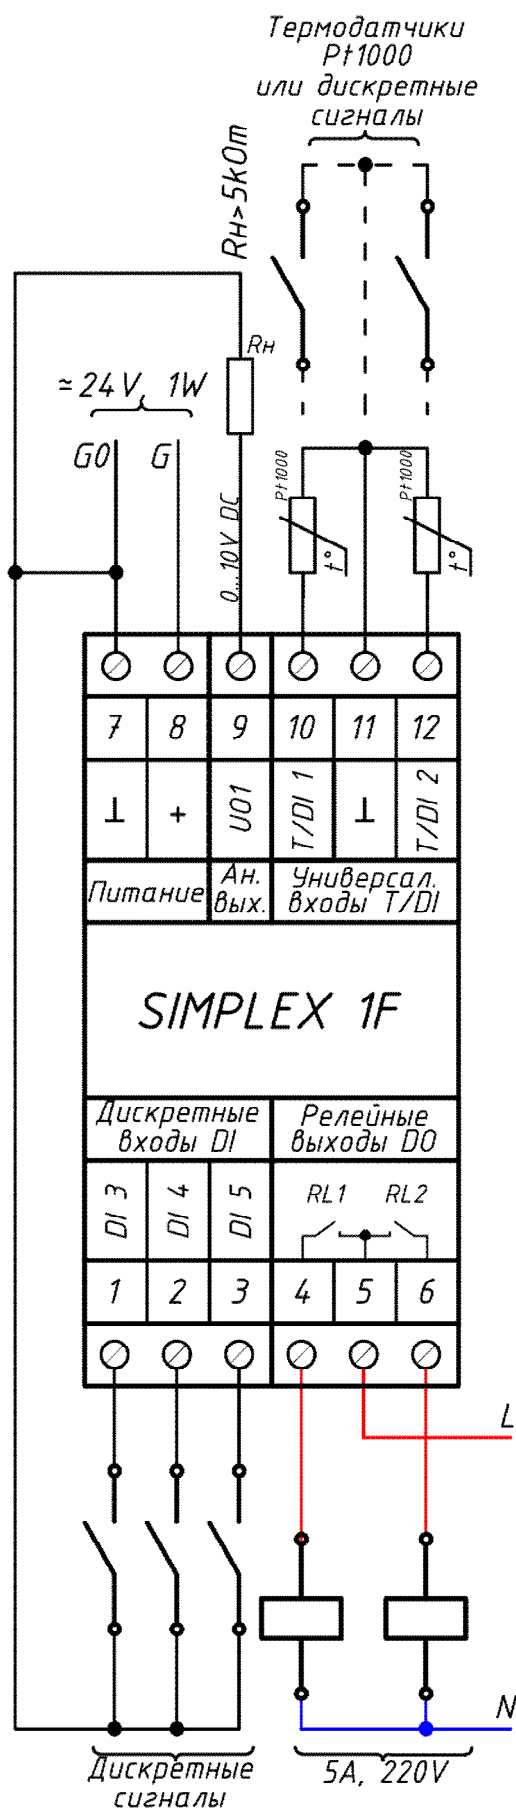 Термодатчики
Pt1000
или дискретные
сигналы
Rн>5кОm
Rн
≃24V, 1W
G0 G
0...10V DC
Pt1000
t°
Pt1000
t°
7 8 9 10 11 12
⊥ + UO1 T/DI 1 ⊥ T/DI 2
Питание
Ан.
вых.
Универсал.
входы T/DI
SIMPLEX 1F
Дискретные
входы DI
Релейные
выходы DO
DI 3 DI 4 DI 5
RL1 RL2
1 2 3 4 5 6
L
N
Дискретные
сигналы
5A, 220V